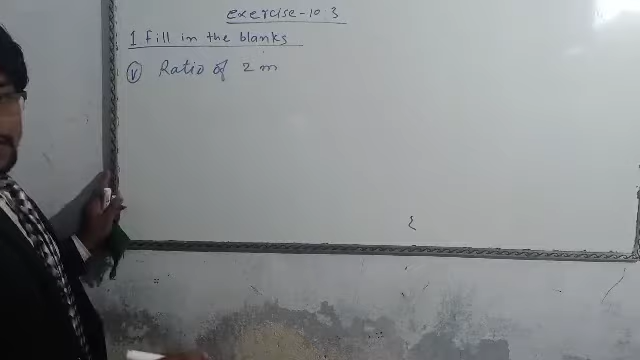 exercise-10.3
1 Fill in the blanks
(v) Ratio of 2 m